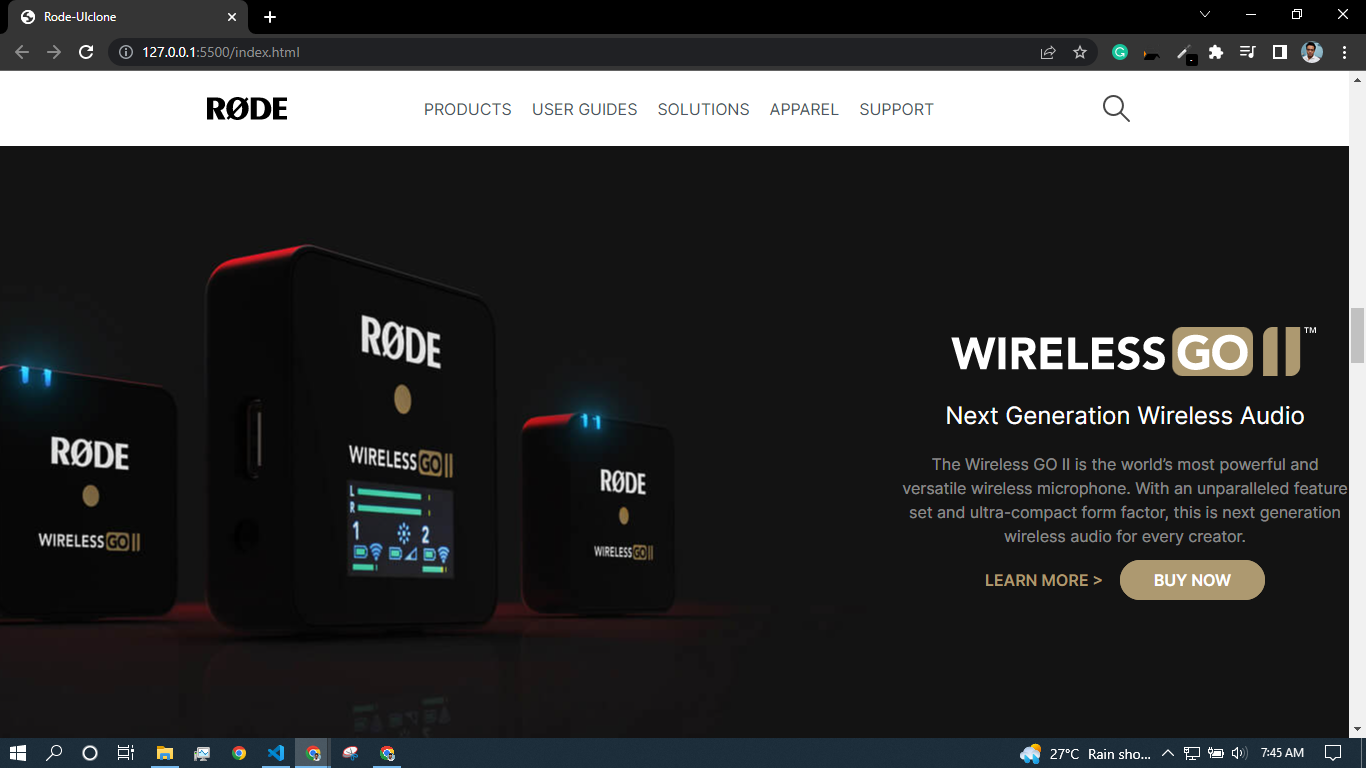 Rode-UIclone
127.0.0.1:5500/index.html
RØDE
PRODUCTS USER GUIDES SOLUTIONS APPAREL SUPPORT
RØDE
WIRELESS GO II
L
R
1 2
RØDE
WIRELESS GO II
RØDE
WIRELESS GO II
WIRELESS GO II™
Next Generation Wireless Audio
The Wireless GO II is the world’s most powerful and
versatile wireless microphone. With an unparalleled feature
set and ultra-compact form factor, this is next generation
wireless audio for every creator.
LEARN MORE > BUY NOW
27°C Rain sho... 7:45 AM